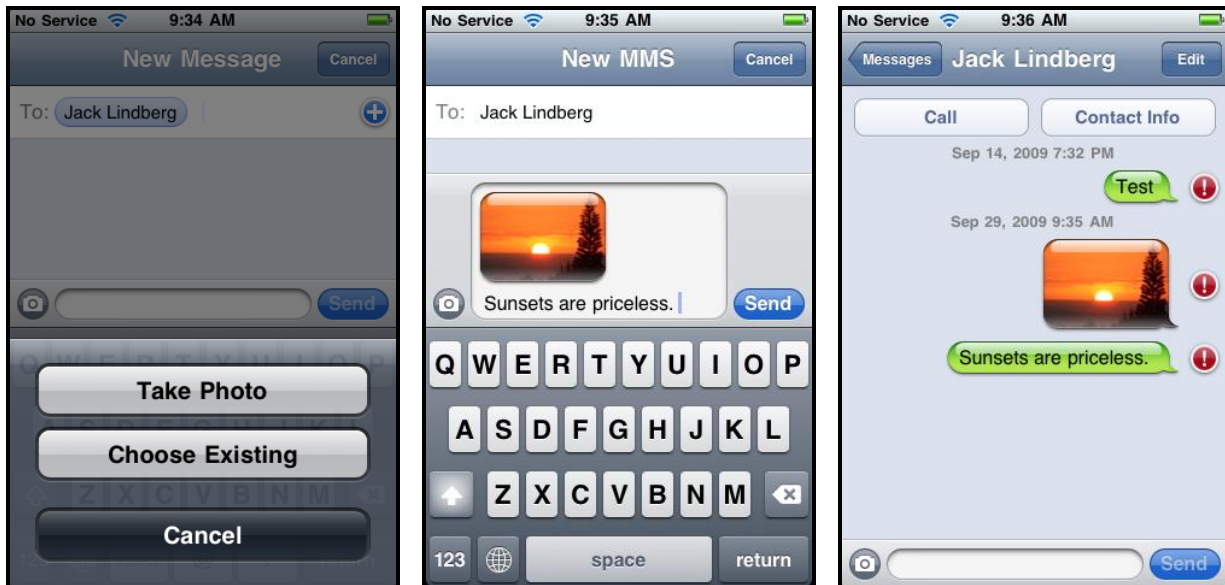 No Service 9:34 AM
New Message Cancel
To: Jack Lindberg
Send
Q W E R T Y U I O P
Take Photo
Choose Existing
Z X C V B N M
Cancel
123
No Service 9:35 AM
New MMS Cancel
To: Jack Lindberg
Sunsets are priceless.
Send
Q W E R T Y U I O P
A S D F G H J K L
Z X C V B N M
123 space return
No Service 9:36 AM
Messages Jack Lindberg Edit
Call Contact Info
Sep 14, 2009 7:32 PM
Test
Sep 29, 2009 9:35 AM
Sunsets are priceless.
Send